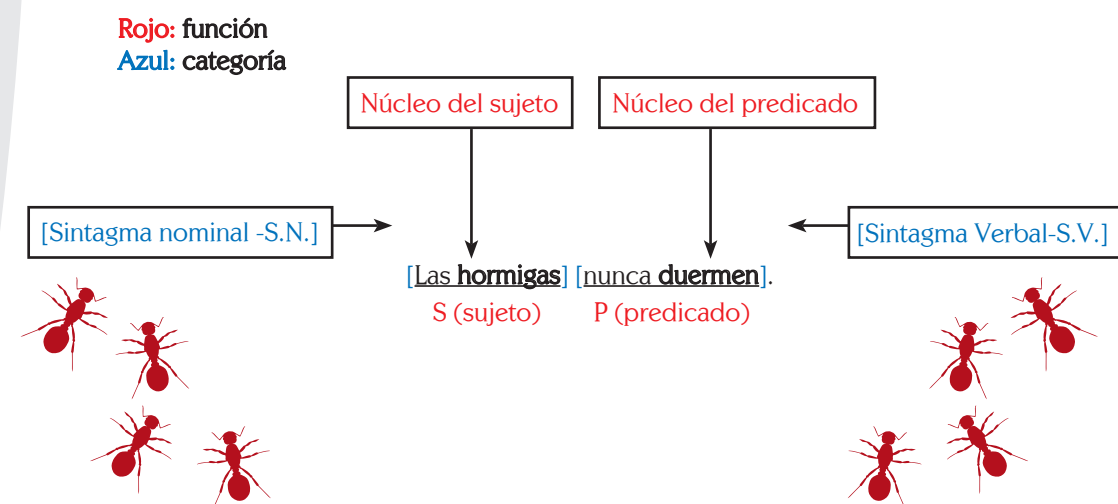 Rojo: función
Azul: categoría
Núcleo del sujeto
Núcleo del predicado
[Sintagma nominal -S.N.]
[Sintagma Verbal-S.V.]
[Las hormigas] [nunca duermen].
S (sujeto) P (predicado)